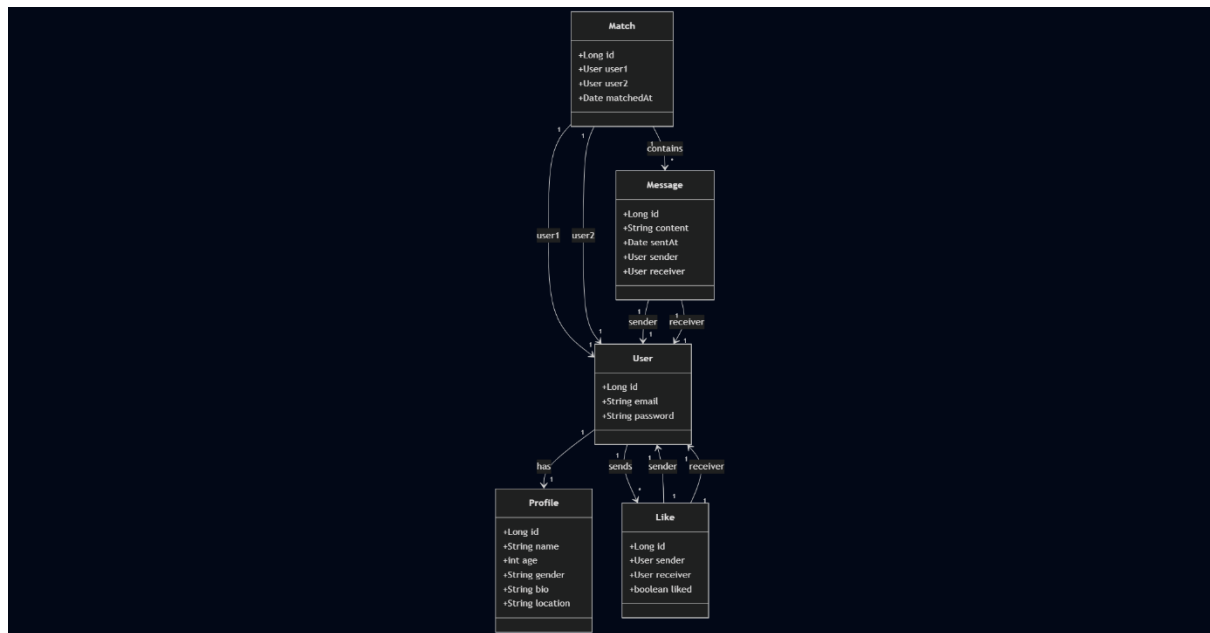 Match
+Long id
+User user1
+User user2
+Date matchedAt
1
1
1
contains
*
Message
+Long id
+String content
+Date sentAt
+User sender
+User receiver
user1
user2
1
1
sender
receiver
1
1
1
1
User
+Long id
+String email
+String password
1
1
1
1
has
sends
sender
receiver
1
*
1
1
Profile
+Long id
+String name
+int age
+String gender
+String bio
+String location
Like
+Long id
+User sender
+User receiver
+boolean liked